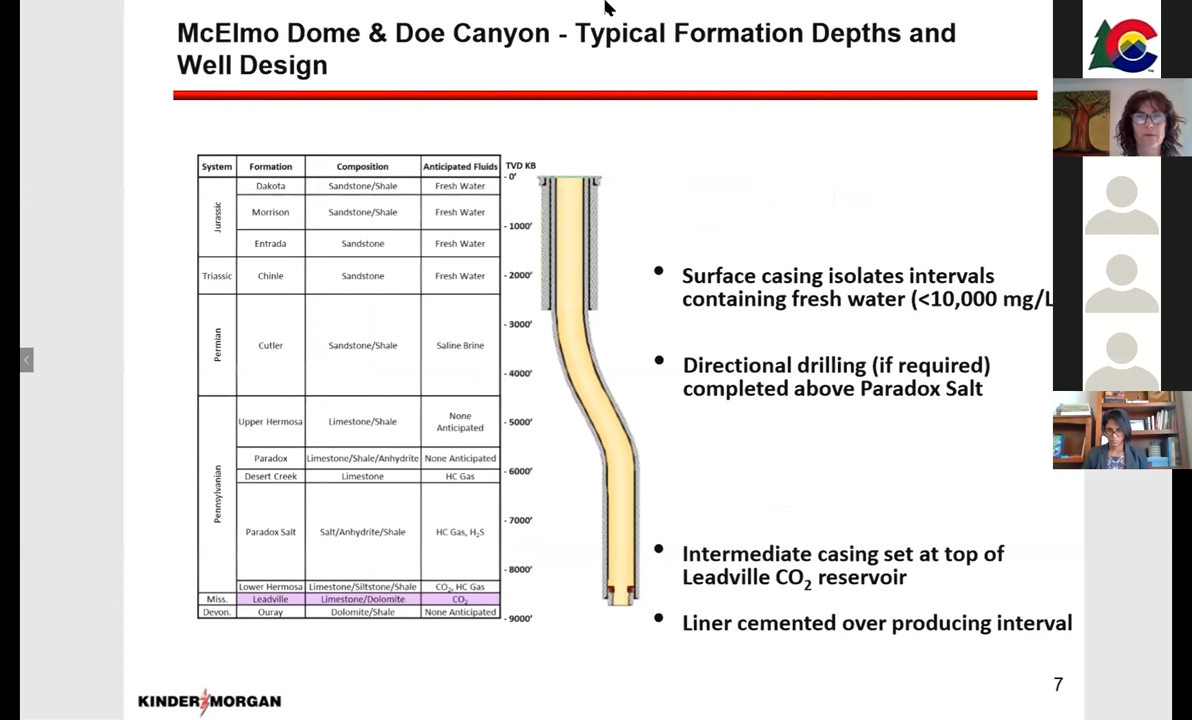 McElmo Dome & Doe Canyon - Typical Formation Depths and
Well Design
System Formation Composition Anticipated Fluids TVD KB
Jurassic
Dakota Sandstone/Shale Fresh Water
Morrison Sandstone/Shale Fresh Water
Entrada Sandstone Fresh Water
Triassic Chinle Sandstone Fresh Water
Permian
Cutler Sandstone/Shale Saline Brine
Pennsylvanian
Upper Hermosa Limestone/Shale None
Anticipated
Paradox Limestone/Shale/Anhydrite None Anticipated
Desert Creek Limestone HC Gas
Paradox Salt Salt/Anhydrite/Shale HC Gas, H₂S
Lower Hermosa Limestone/Siltstone/Shale CO₂, HC Gas
Miss. Leadville Limestone/Dolomite CO₂
Devon. Ouray Dolomite/Shale None Anticipated
- 0'
- 1000'
- 2000'
- 3000'
- 4000'
- 5000'
- 6000'
- 7000'
- 8000'
- 9000'
• Surface casing isolates intervals
containing fresh water (<10,000 mg/L
• Directional drilling (if required)
completed above Paradox Salt
• Intermediate casing set at top of
Leadville CO₂ reservoir
• Liner cemented over producing interval
KINDER MORGAN
7